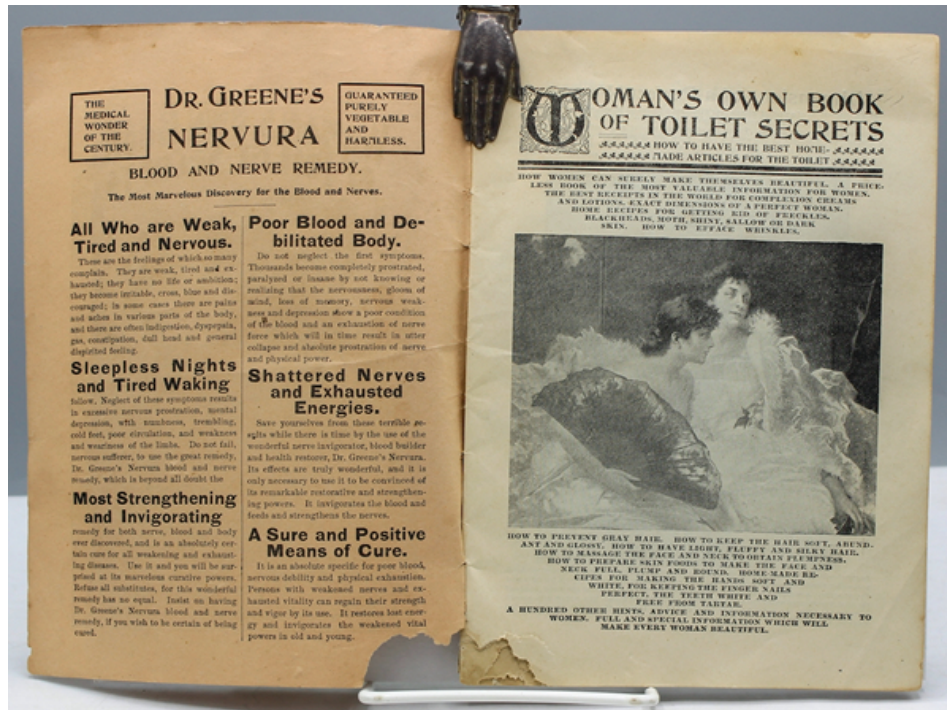 THE
MEDICAL
WONDER
OF THE
CENTURY.
DR. GREENE'S
NERVURA
GUARANTEED
PURELY
VEGETABLE
AND
HARMLESS.
BLOOD AND NERVE REMEDY.
The Most Marvelous Discovery for the Blood and Nerves.
All Who are Weak,
Tired and Nervous.
These are the feelings of which so many
complain. They are weak, tired and ex-
hausted; they have no life or ambition;
they become irritable, cross, blue and dis-
couraged; in some cases there are pains
and aches in various parts of the body,
and there are often indigestion, dyspepsia,
gas, constipation, dull head and general
dispirited feeling.
Sleepless Nights
and Tired Waking
follow. Neglect of these symptoms results
in excessive nervous prostration, mental
depression, with numbness, trembling,
cold feet, poor circulation, and weakness
and weariness of the limbs. Do not fail,
nervous sufferer, to use the great remedy,
Dr. Greene's Nervura blood and nerve
remedy, which is beyond all doubt the
Most Strengthening
and Invigorating
remedy for both nerve, blood and body
ever discovered, and is an absolutely cer-
tain cure for all weakening and exhaust-
ing diseases. Use it and you will be sur-
prised at its marvelous curative powers.
Refuse all substitutes, for this wonderful
remedy has no equal. Insist on having
Dr. Greene's Nervura blood and nerve
remedy, if you wish to be certain of being
cured.
Poor Blood and De-
bilitated Body.
Do not neglect the first symptoms.
Thousands become completely prostrated,
paralyzed or insane by not knowing or
realizing that the nervousness, gloom of
mind, loss of memory, nervous weak-
ness and depression show a poor condition
of the blood and an exhaustion of nerve
force which will in time result in utter
collapse and absolute prostration of nerve
and physical power.
Shattered Nerves
and Exhausted
Energies.
Save yourselves from these terrible re-
sults while there is time by the use of the
wonderful nerve invigorator, blood builder
and health restorer, Dr. Greene's Nervura.
Its effects are truly wonderful, and it is
only necessary to use it to be convinced of
its remarkable restorative and strengthen-
ing powers. It invigorates the blood and
feeds and strengthens the nerves.
A Sure and Positive
Means of Cure.
It is an absolute specific for poor blood,
nervous debility and physical exhaustion.
Persons with weakened nerves and ex-
hausted vitality can regain their strength
and vigor by its use. It restores lost ener-
gy and invigorates the weakened vital
powers in old and young.
WOMAN'S OWN BOOK
OF TOILET SECRETS
HOW TO HAVE THE BEST HOME-
MADE ARTICLES FOR THE TOILET
HOW WOMEN CAN SURELY MAKE THEMSELVES BEAUTIFUL. A PRICE-
LESS BOOK OF THE MOST VALUABLE INFORMATION FOR WOMEN.
THE BEST RECEIPTS IN THE WORLD FOR COMPLEXION CREAMS
AND LOTIONS. EXACT DIMENSIONS OF A PERFECT WOMAN.
HOME RECIPES FOR GETTING RID OF FRECKLES,
BLACKHEADS, MOTH, SHINY, SALLOW OR DARK
SKIN. HOW TO EFFACE WRINKLES.
HOW TO PREVENT GRAY HAIR. HOW TO KEEP THE HAIR SOFT, ABUND-
ANT AND GLOSSY. HOW TO HAVE LIGHT, FLUFFY AND SILKY HAIR.
HOW TO MASSAGE THE FACE AND NECK TO OBTAIN PLUMPNESS.
HOW TO PREPARE SKIN FOODS TO MAKE THE FACE AND
NECK FULL, PLUMP AND ROUND. HOME-MADE RE-
CIPES FOR MAKING THE HANDS SOFT AND
WHITE, FOR KEEPING THE FINGER NAILS
PERFECT, THE TEETH WHITE AND
FREE FROM TARTAR.
A HUNDRED OTHER HINTS, ADVICE AND INFORMATION NECESSARY TO
WOMEN. FULL AND SPECIAL INFORMATION WHICH WILL
MAKE EVERY WOMAN BEAUTIFUL.